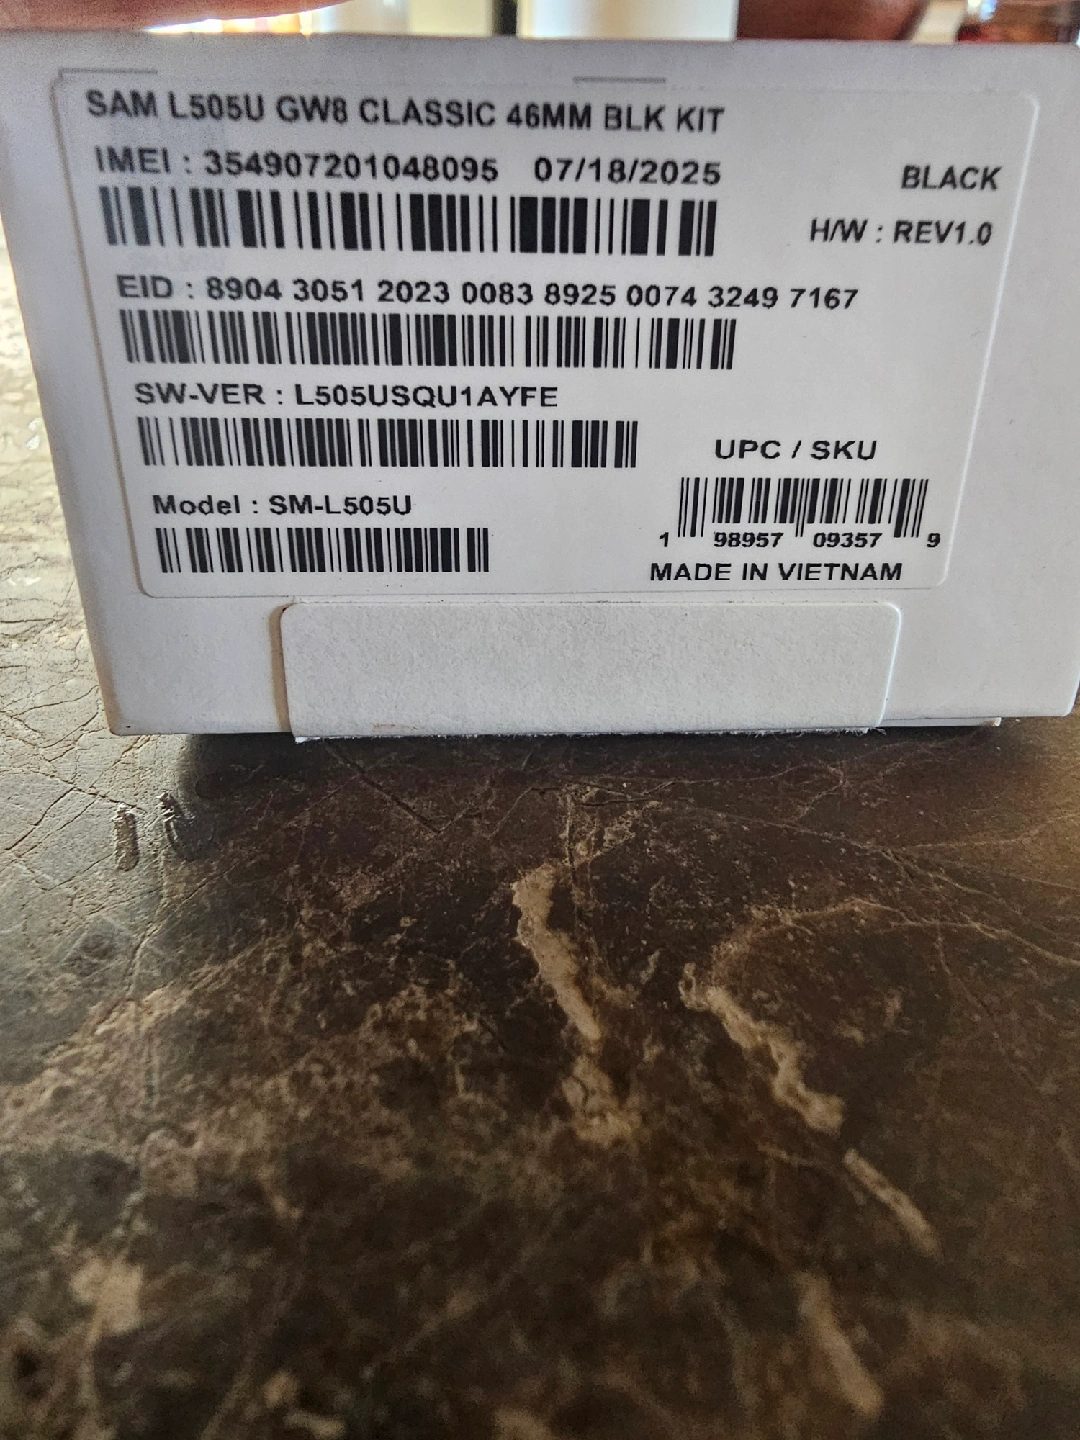 SAM L505U GW8 CLASSIC 46MM BLK KIT
IMEI : 354907201048095 07/18/2025
BLACK
H/W : REV1.0
EID : 8904 3051 2023 0083 8925 0074 3249 7167
SW-VER : L505USQU1AYFE
UPC / SKU
Model : SM-L505U
1 98957 09357 9
MADE IN VIETNAM